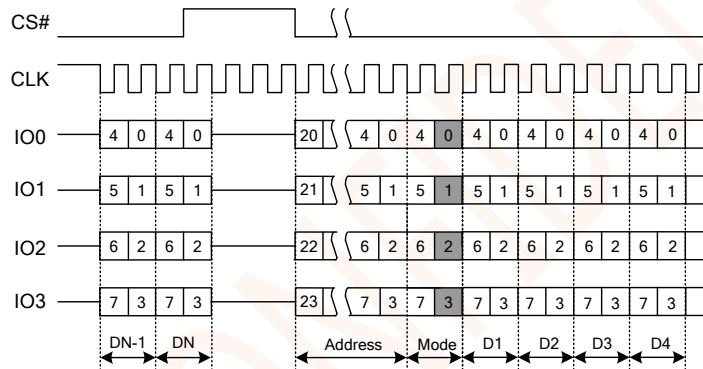 CS#
CLK
IO0 4 0 4 0 20 4 0 4 0 4 0 4 0 4 0 4 0
IO1 5 1 5 1 21 5 1 5 1 5 1 5 1 5 1 5 1
IO2 6 2 6 2 22 6 2 6 2 6 2 6 2 6 2 6 2
IO3 7 3 7 3 23 7 3 7 3 7 3 7 3 7 3 7 3
DN-1 DN Address Mode D1 D2 D3 D4